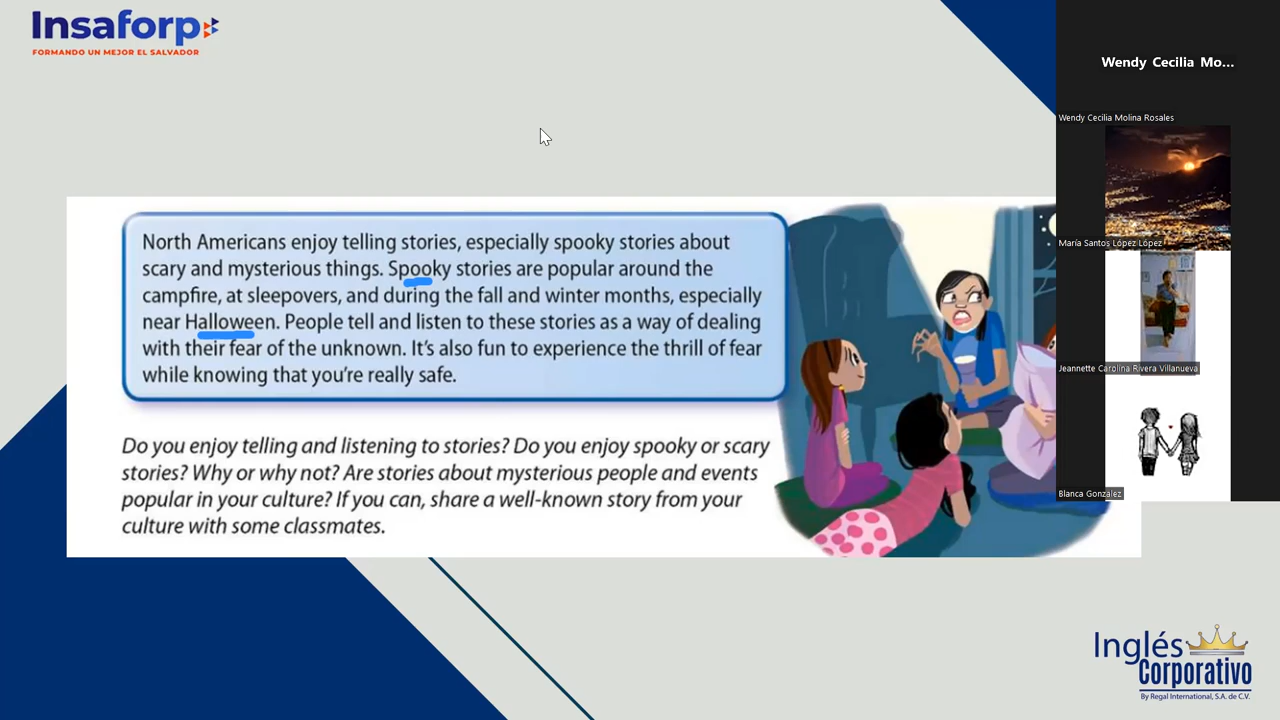 Insaforp
FORMANDO UN MEJOR EL SALVADOR
North Americans enjoy telling stories, especially spooky stories about
scary and mysterious things. Spooky stories are popular around the
campfire, at sleepovers, and during the fall and winter months, especially
near Halloween. People tell and listen to these stories as a way of dealing
with their fear of the unknown. It's also fun to experience the thrill of fear
while knowing that you're really safe.
Do you enjoy telling and listening to stories? Do you enjoy spooky or scary
stories? Why or why not? Are stories about mysterious people and events
popular in your culture? If you can, share a well-known story from your
culture with some classmates.
Wendy Cecilia Mo...
Wendy Cecilia Molina Rosales
María Santos López López
Jeannette Carolina Rivera Villanueva
Blanca Gonzalez
Inglés
Corporativo
By Regal International, S.A. de C.V.